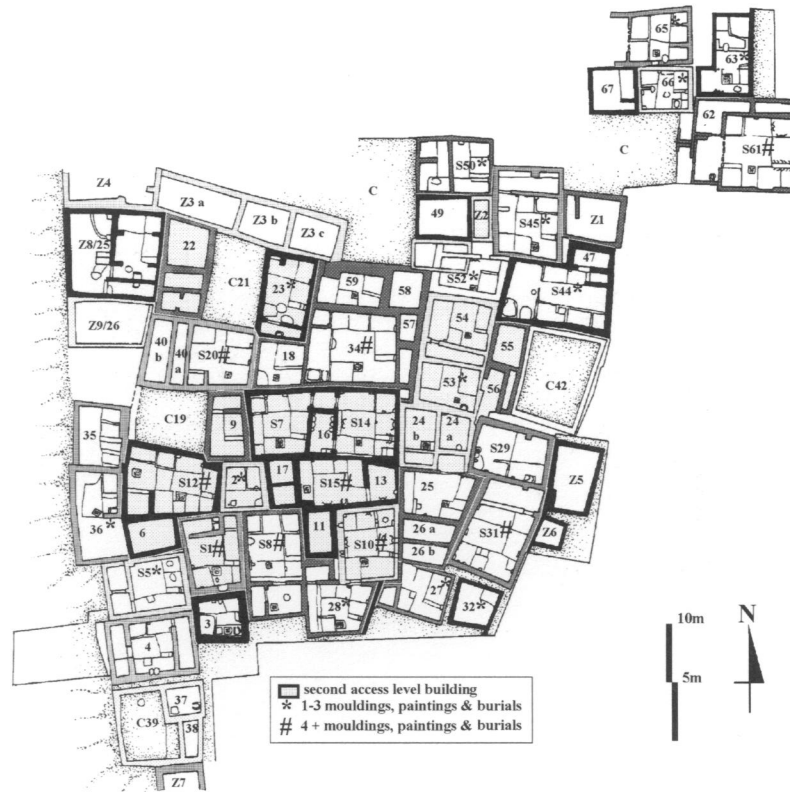 65*
63*
67
66*
C
62
S61#
Z4
C
S50*
Z3 a
49
Z2
Z3 b
S45*
Z1
Z3 c
Z8/25
22
47
C21
S52*
59
58
S44*
23*
Z9/26
54
57
40 b
40 a
S20#
18
34#
55
C42
53*
56
C19
9
S7
16
S14
24 b
24 a
35
S29
S12#
2*
17
S15#
13
Z5
25
36*
6
S1#
S8#
11
S10#
26 a
26 b
S31#
Z6
S5*
27*
32*
28*
3
4
37
C39
38
Z7
second access level building
* 1-3 mouldings, paintings & burials
# 4 + mouldings, paintings & burials
10m
5m
N